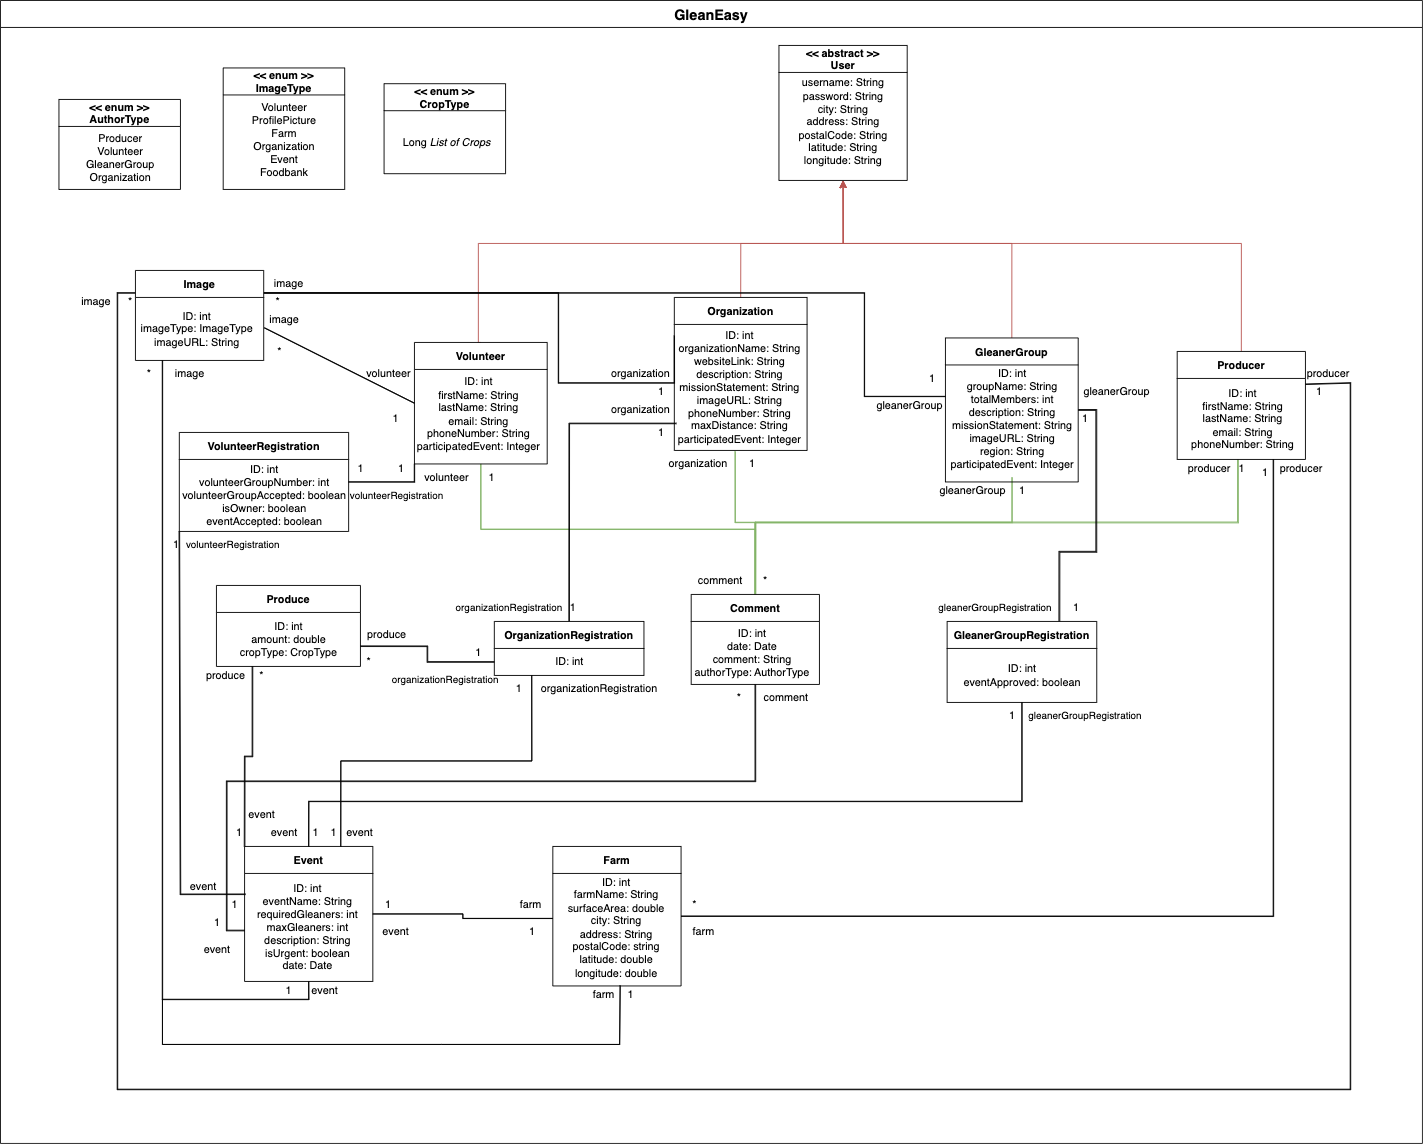 GleanEasy
<< enum >>
AuthorType
Producer
Volunteer
GleanerGroup
Organization
<< enum >>
ImageType
Volunteer
ProfilePicture
Farm
Organization
Event
Foodbank
<< enum >>
CropType
Long List of Crops
<< abstract >>
User
username: String
password: String
city: String
address: String
postalCode: String
latitude: String
longitude: String
image
*
Image
ID: int
imageType: ImageType
imageURL: String
image
*
image
*
*
image
volunteer
1
Volunteer
ID: int
firstName: String
lastName: String
email: String
phoneNumber: String
participatedEvent: Integer
organization
1
organization
1
Organization
ID: int
organizationName: String
websiteLink: String
description: String
missionStatement: String
imageURL: String
phoneNumber: String
maxDistance: String
participatedEvent: Integer
organization
1
1
gleanerGroup
GleanerGroup
ID: int
groupName: String
totalMembers: int
description: String
missionStatement: String
imageURL: String
region: String
participatedEvent: Integer
gleanerGroup
1
gleanerGroup
1
Producer
ID: int
firstName: String
lastName: String
email: String
phoneNumber: String
producer
1
producer
1
1
producer
VolunteerRegistration
ID: int
volunteerGroupNumber: int
volunteerGroupAccepted: boolean
isOwner: boolean
eventAccepted: boolean
1
1
volunteer
1
volunteerRegistration
1
volunteerRegistration
Produce
ID: int
amount: double
cropType: CropType
produce
*
produce
*
organizationRegistration
1
OrganizationRegistration
ID: int
1
organizationRegistration
1
organizationRegistration
comment
*
Comment
ID: int
date: Date
comment: String
authorType: AuthorType
*
comment
gleanerGroupRegistration
1
GleanerGroupRegistration
ID: int
eventApproved: boolean
1
gleanerGroupRegistration
event
1
event
1
1
event
Event
ID: int
eventName: String
requiredGleaners: int
maxGleaners: int
description: String
isUrgent: boolean
date: Date
event
1
1
event
1
event
1
event
farm
1
Farm
ID: int
farmName: String
surfaceArea: double
city: String
address: String
postalCode: string
latitude: double
longitude: double
*
farm
farm
1